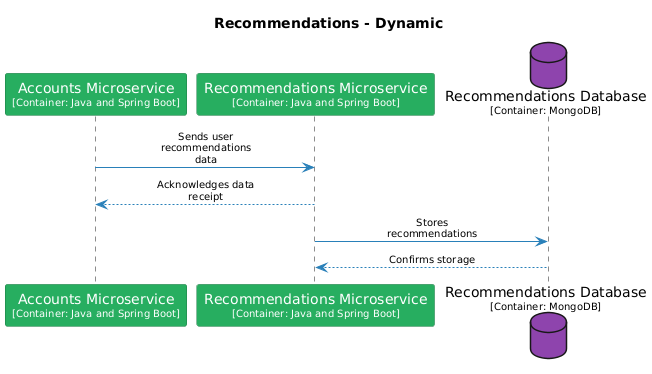 Recommendations - Dynamic
Accounts Microservice
[Container: Java and Spring Boot]
Recommendations Microservice
[Container: Java and Spring Boot]
Recommendations Database
[Container: MongoDB]
Sends user
recommendations
data
Acknowledges data
receipt
Stores
recommendations
Confirms storage
Accounts Microservice
[Container: Java and Spring Boot]
Recommendations Microservice
[Container: Java and Spring Boot]
Recommendations Database
[Container: MongoDB]